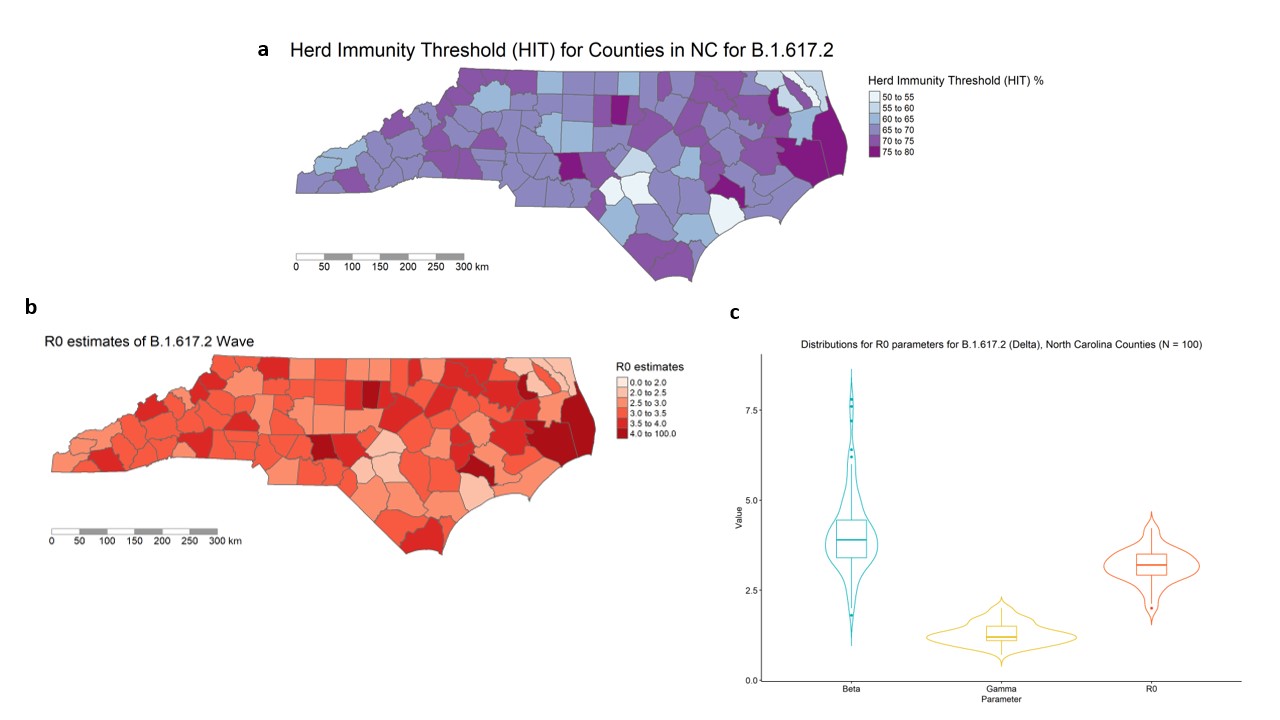 a Herd Immunity Threshold (HIT) for Counties in NC for B.1.617.2
Herd Immunity Threshold (HIT) %
50 to 55
55 to 60
60 to 65
65 to 70
70 to 75
75 to 80
0 50 100 150 200 250 300 km
b
R0 estimates of B.1.617.2 Wave
R0 estimates
0.0 to 2.0
2.0 to 2.5
2.5 to 3.0
3.0 to 3.5
3.5 to 4.0
4.0 to 100.0
0 50 100 150 200 250 300 km
c
Distributions for R0 parameters for B.1.617.2 (Delta), North Carolina Counties (N = 100)
Value
7.5
5.0
2.5
0.0
Beta Gamma R0
Parameter